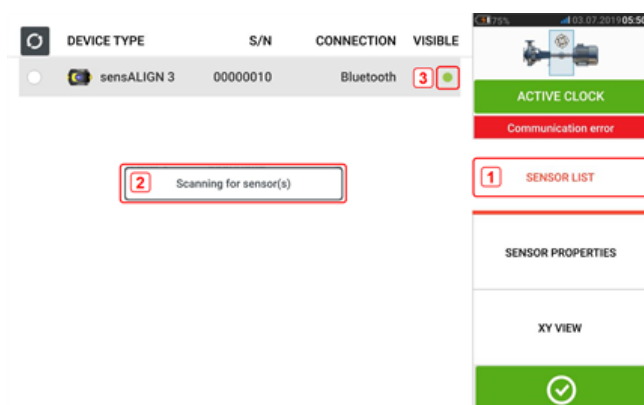 75% 03.07.2019 05:50
DEVICE TYPE S/N CONNECTION VISIBLE
sensALIGN 3 00000010 Bluetooth 3
ACTIVE CLOCK
Communication error
2 Scanning for sensor(s)
1 SENSOR LIST
SENSOR PROPERTIES
XY VIEW